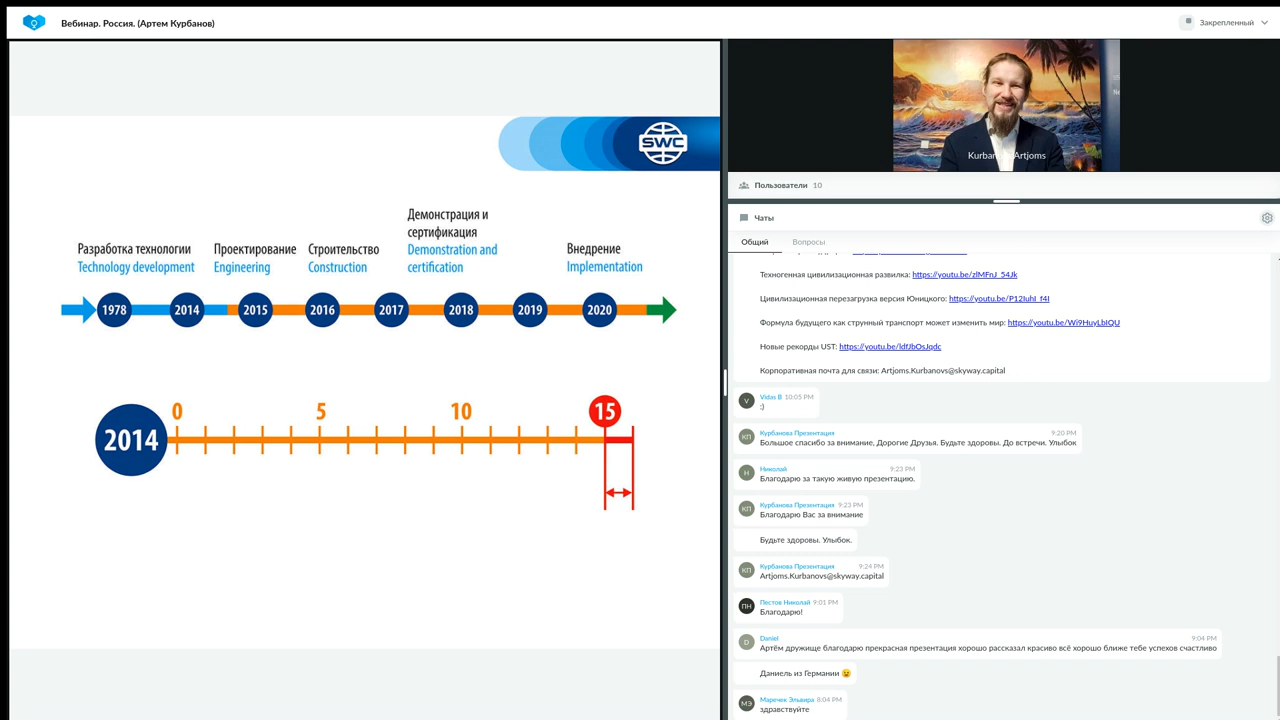 Вебинар. Россия. (Артем Курбанов)
Закрепленный
SWC
Разработка технологии
Technology development
Проектирование
Engineering
Строительство
Construction
Демонстрация и
сертификация
Demonstration and
certification
Внедрение
Implementation
1978 2014 2015 2016 2017 2018 2019 2020
0 5 10 15
2014
Artjoms
Пользователи 10
Чаты
Общий Вопросы
Техногенная цивилизационная развилка: https://youtu.be/zlMFnJ_54Jk
Цивилизационная перезагрузка версия Юницкого: https://youtu.be/P12IuhI_f4I
Формула будущего как струнный транспорт может изменить мир: https://youtu.be/Wi9HuyLbIQU
Новые рекорды UST: https://youtu.be/ldfJbOsJqdc
Корпоративная почта для связи: Artjoms.Kurbanovs@skyway.capital
V
Vidas B 10:05 PM
:)
КП
Курбанова Презентация 9:20 PM
Большое спасибо за внимание, Дорогие Друзья. Будьте здоровы. До встречи. Улыбок
Н
Николай 9:23 PM
Благодарю за такую живую презентацию.
КП
Курбанова Презентация 9:23 PM
Благодарю Вас за внимание
Будьте здоровы. Улыбок.
КП
Курбанова Презентация 9:24 PM
Artjoms.Kurbanovs@skyway.capital
ПН
Пестов Николай 9:01 PM
Благодарю!
D
Daniel 9:04 PM
Артём дружище благодарю прекрасная презентация хорошо рассказал красиво всё хорошо ближе тебе успехов счастливо
Даниель из Германии 😉
МЭ
Маречек Эльвира 8:04 PM
здравствуйте